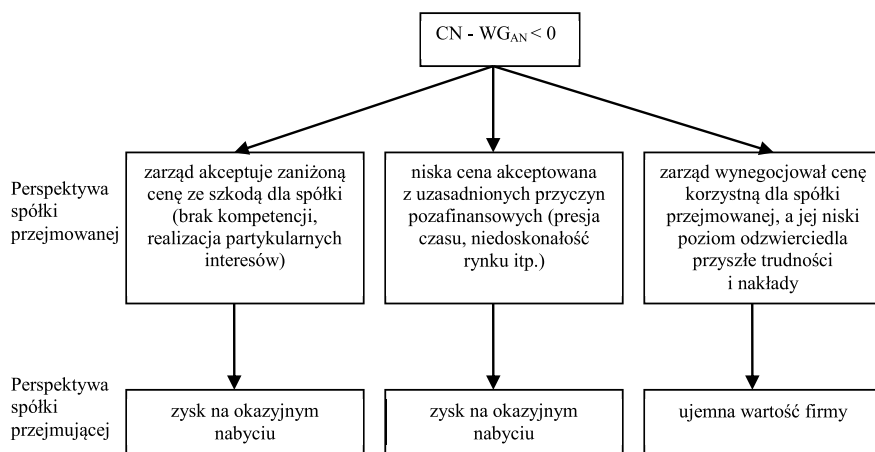 CN - WGAN < 0
Perspektywa
spółki
przejmowanej
zarząd akceptuje zaniżoną
cenę ze szkodą dla spółki
(brak kompetencji,
realizacja partykularnych
interesów)
niska cena akceptowana
z uzasadnionych przyczyn
pozafinansowych (presja
czasu, niedoskonałość
rynku itp.)
zarząd wynegocjował cenę
korzystną dla spółki
przejmowanej, a jej niski
poziom odzwierciedla
przyszłe trudności
i nakłady
Perspektywa
spółki
przejmującej
zysk na okazyjnym
nabyciu
zysk na okazyjnym
nabyciu
ujemna wartość firmy